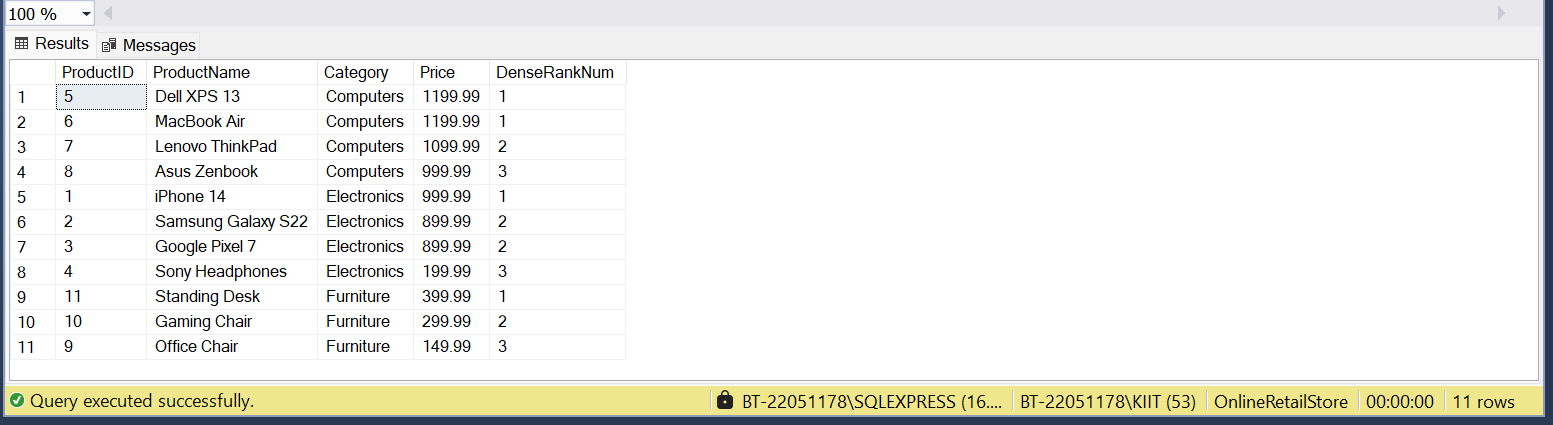 100 %
Results Messages
ProductID ProductName Category Price DenseRankNum
1 5 Dell XPS 13 Computers 1199.99 1
2 6 MacBook Air Computers 1199.99 1
3 7 Lenovo ThinkPad Computers 1099.99 2
4 8 Asus Zenbook Computers 999.99 3
5 1 iPhone 14 Electronics 999.99 1
6 2 Samsung Galaxy S22 Electronics 899.99 2
7 3 Google Pixel 7 Electronics 899.99 2
8 4 Sony Headphones Electronics 199.99 3
9 11 Standing Desk Furniture 399.99 1
10 10 Gaming Chair Furniture 299.99 2
11 9 Office Chair Furniture 149.99 3
Query executed successfully. BT-22051178\SQLEXPRESS (16.... BT-22051178\KIIT (53) OnlineRetailStore 00:00:00 11 rows